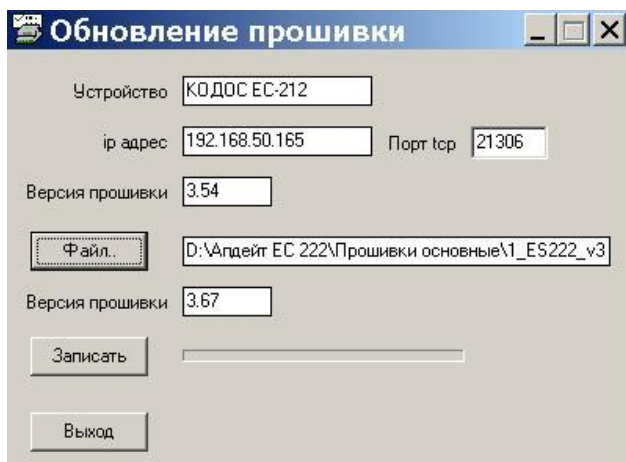 Обновление прошивки
Устройство КОДОС ЕС-212
ip адрес 192.168.50.165 Порт tcp 21306
Версия прошивки 3.54
Файл.. D:\Апдейт ЕС 222\Прошивки основные\1_ES222_v3
Версия прошивки 3.67
Записать
Выход